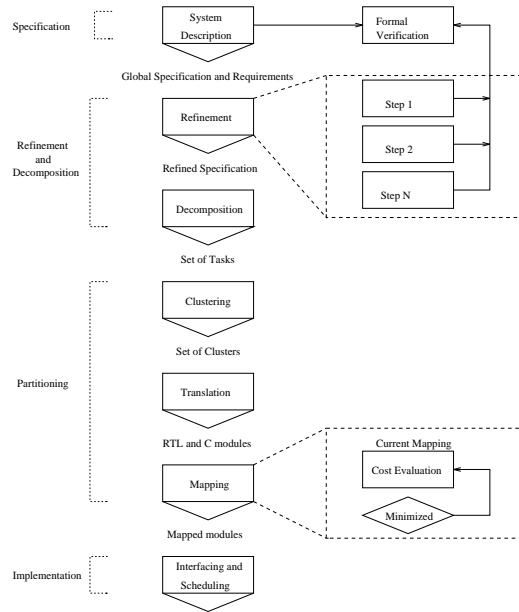 Specification
System
Description
Formal
Verification
Global Specification and Requirements
Refinement
and
Decomposition
Refinement
Step 1
Step 2
Step N
Refined Specification
Decomposition
Set of Tasks
Partitioning
Clustering
Set of Clusters
Translation
RTL and C modules
Mapping
Current Mapping
Cost Evaluation
Minimized
Mapped modules
Implementation
Interfacing and
Scheduling